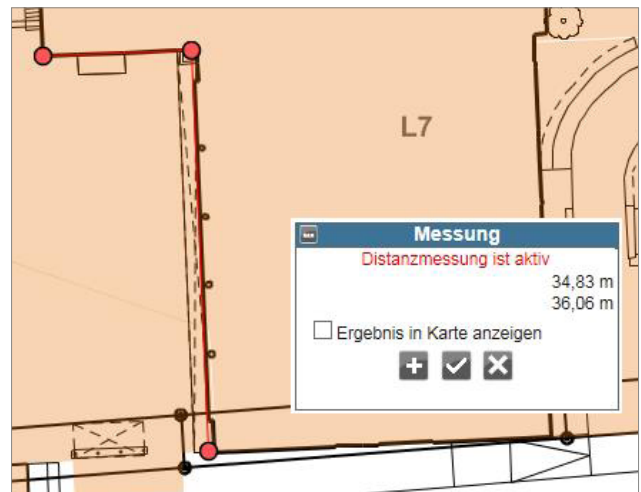 L7
Messung
Distanzmessung ist aktiv
34,83 m
36,06 m
Ergebnis in Karte anzeigen